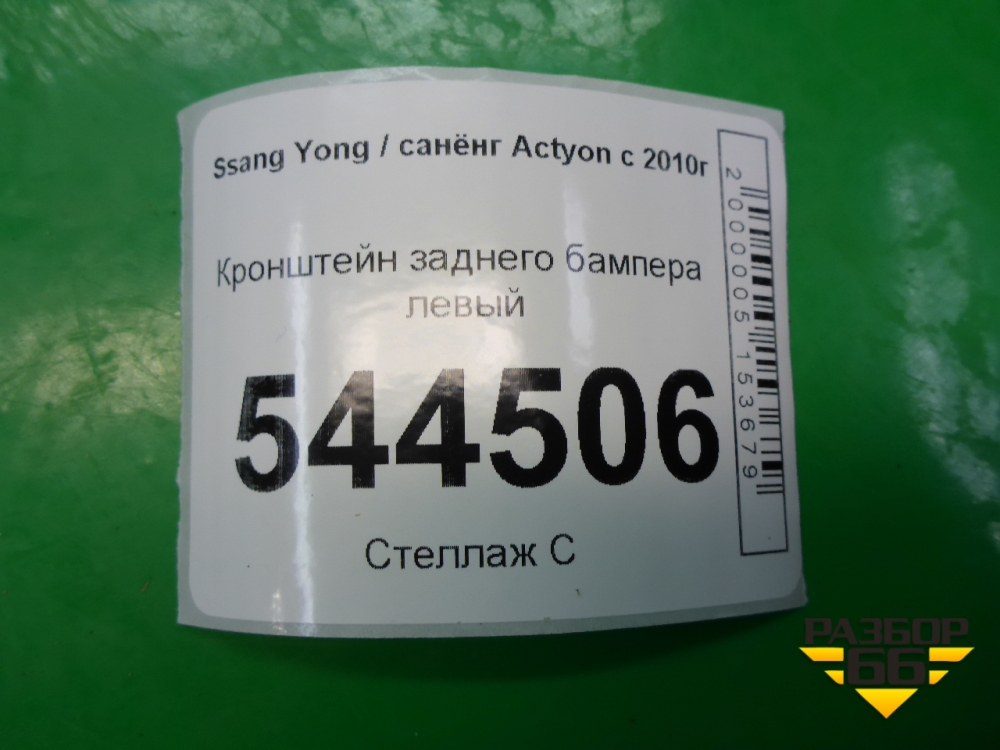 Ssang Yong / санёнг Actyon с 2010г
Кронштейн заднего бампера
левый
544506
Стеллаж С
2000005153679
РАЗБОР
66